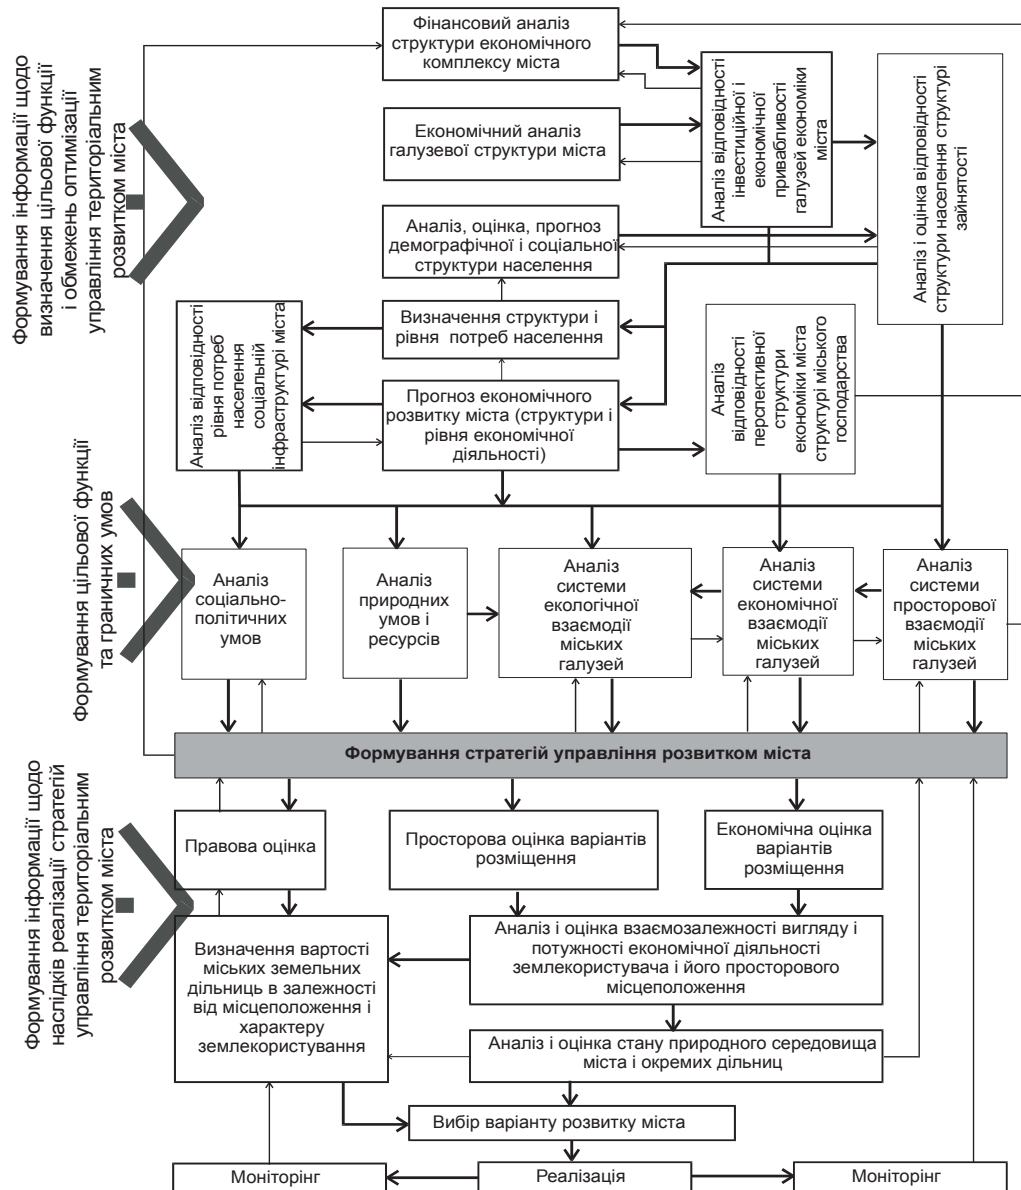 Формування інформації щодо
визначення цільової функції
і обмежень оптимізації
управління територіальним
розвитком міста
Фінансовий аналіз
структури економічного
комплексу міста
Економічний аналіз
галузевої структури міста
Аналіз відповідності
інвестиційної і
економічної
привабливості
галузей економіки
міста
Аналіз і оцінка відповідності
структури населення структурі
зайнятості
Аналіз, оцінка, прогноз
демографічної і соціальної
структури населення
Визначення структури і
рівня потреб населення
Аналіз відповідності
рівня потреб
населення
соціальній
інфраструктурі міста
Прогноз економічного
розвитку міста (структури і
рівня економічної
діяльності)
Аналіз
відповідності
перспективної
структури
економіки міста
структурі міського
господарства
Формування цільової функції
та граничних умов
Аналіз
соціально-
політичних
умов
Аналіз
природних
умов і
ресурсів
Аналіз
системи
екологічної
взаємодії
міських
галузей
Аналіз
системи
економічної
взаємодії
міських
галузей
Аналіз
системи
просторової
взаємодії
міських
галузей
Формування стратегій управління розвитком міста
Формування інформації щодо
наслідків реалізації стратегій
управління територіальним
розвитком міста
Правова оцінка
Просторова оцінка варіантів
розміщення
Економічна оцінка
варіантів
розміщення
Визначення вартості
міських земельних
дільниць в залежності
від місцеположення і
характеру
землекористування
Аналіз і оцінка взаємозалежності вигляду і
потужності економічної діяльності
землекористувача і його просторового
місцеположення
Аналіз і оцінка стану природного середовища
міста і окремих дільниц
Вибір варіанту розвитку міста
Моніторінг
Реалізація
Моніторінг